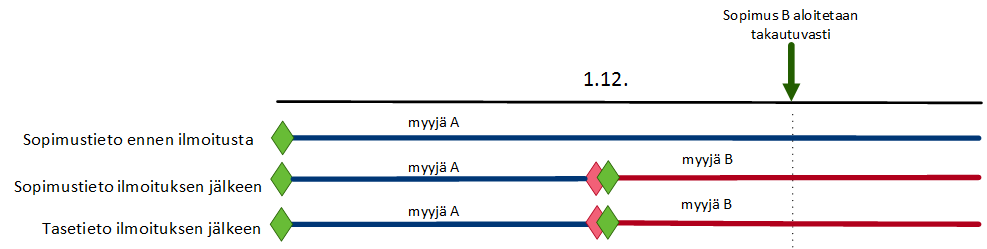 Sopimus B aloitetaan
takautuvasti
1.12.
Sopimustieto ennen ilmoitusta
myyjä A
Sopimustieto ilmoituksen jälkeen
myyjä A
myyjä B
Tasetieto ilmoituksen jälkeen
myyjä A
myyjä B